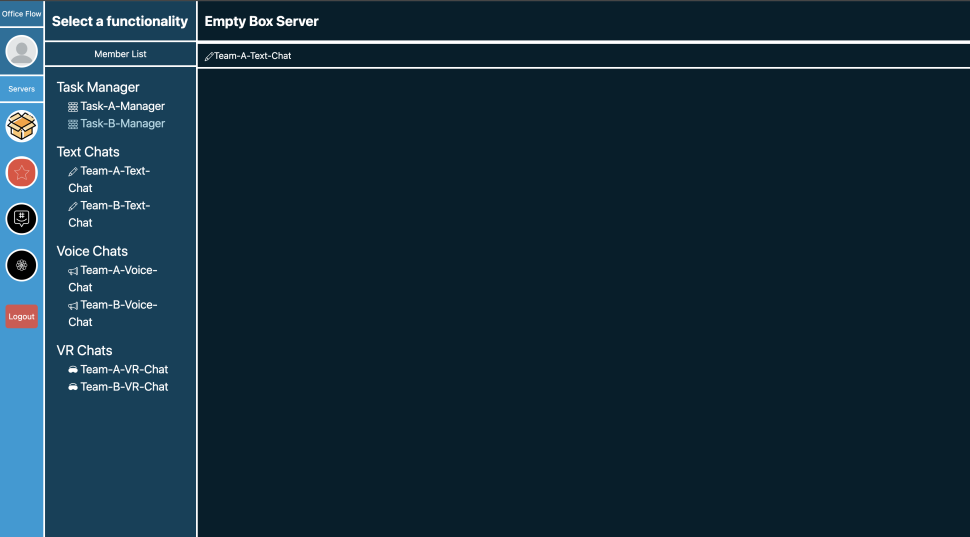 Office Flow
Select a functionality
Empty Box Server
Member List
Team-A-Text-Chat
Servers
Task Manager
Task-A-Manager
Task-B-Manager
Text Chats
Team-A-Text-
Chat
Team-B-Text-
Chat
Voice Chats
Team-A-Voice-
Chat
Team-B-Voice-
Chat
Logout
VR Chats
Team-A-VR-Chat
Team-B-VR-Chat